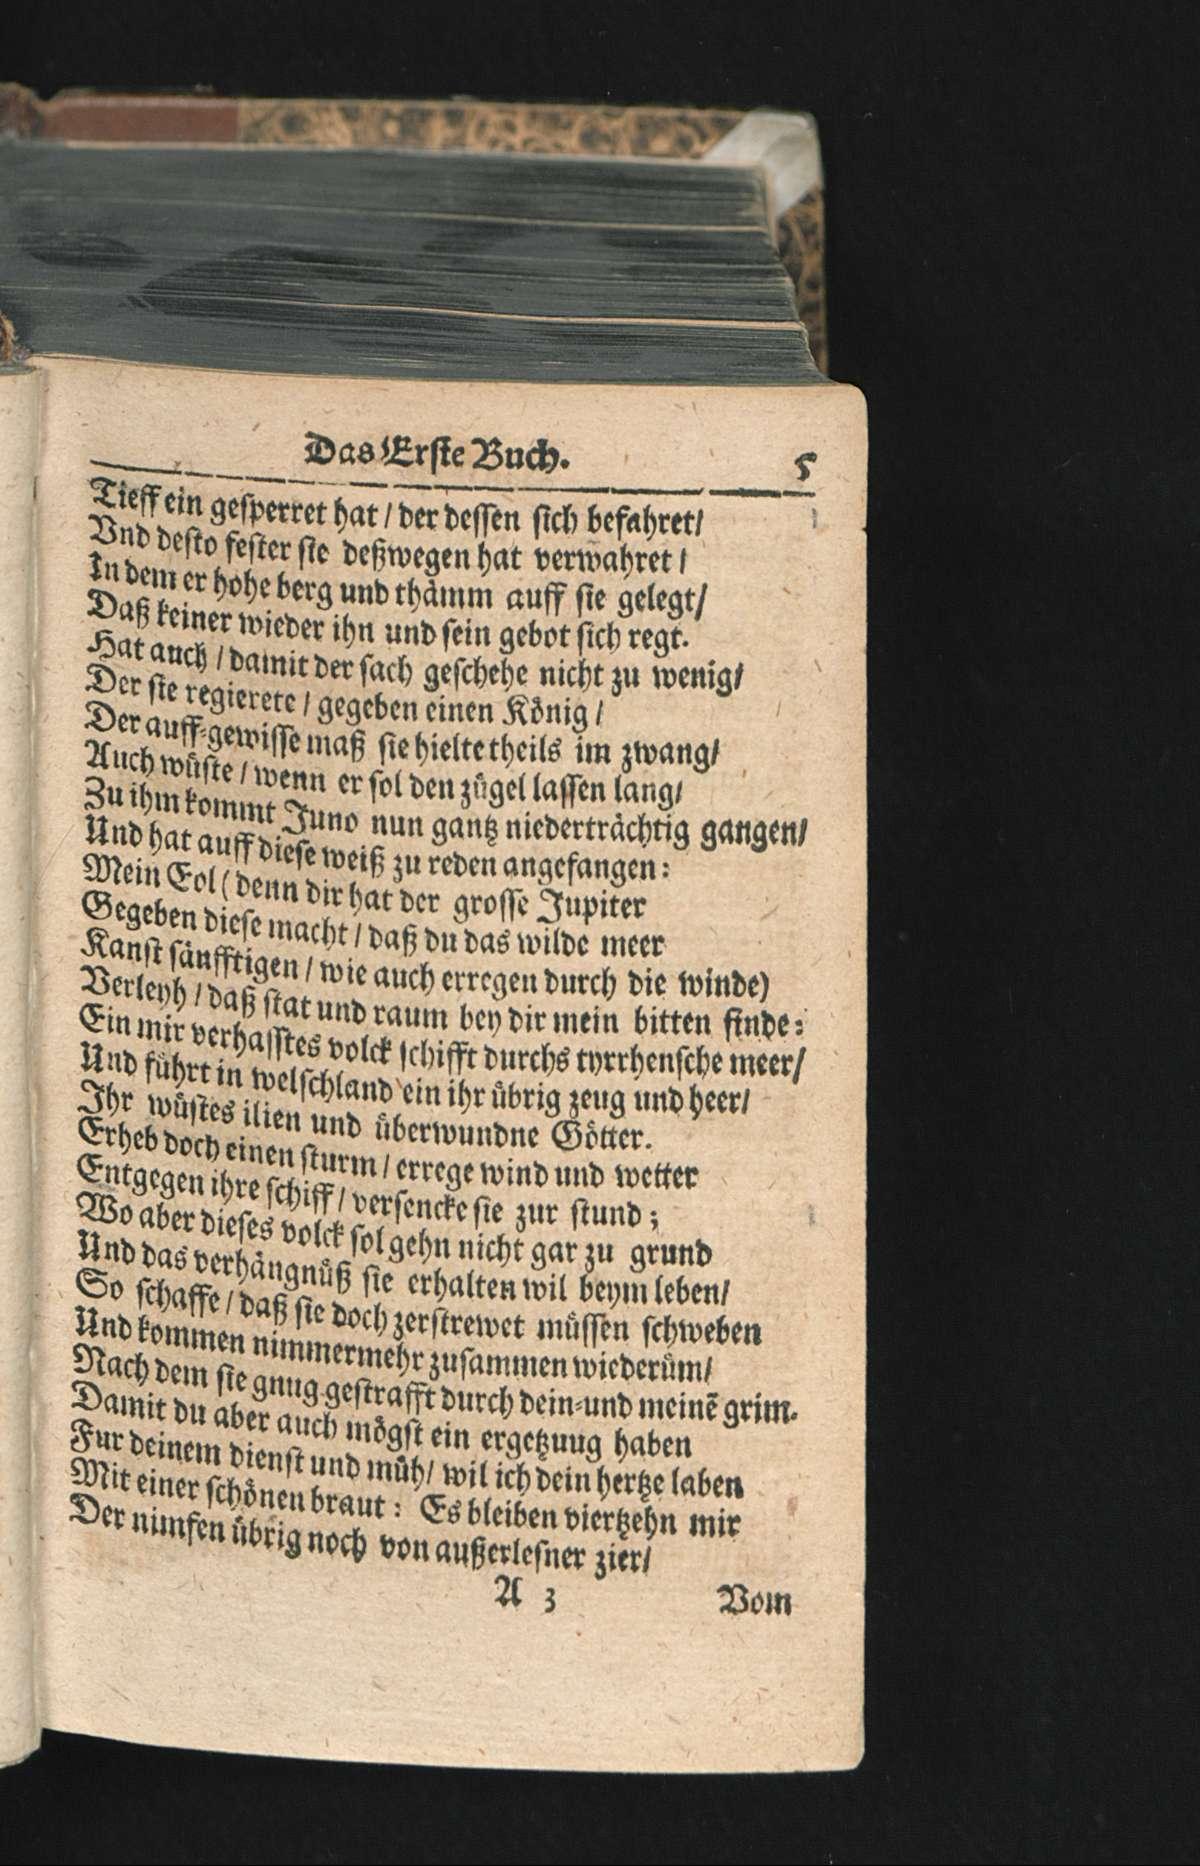 Das Erste Buch. 5
Tieff ein gesperret hat / der dessen sich befahret/
Vnd desto fester sie deßwegen hat verwahret /
In dem er hohe berg und thämm auff sie gelegt/
Daß keiner wieder ihn und sein gebot sich regt.
Hat auch / damit der sach geschehe nicht zu wenig/
Der sie regierete / gegeben einen König /
Der auff-gewisse maß sie hielte theils im zwang/
Auch wüste / wenn er sol den zügel lassen lang/
Zu ihm kommt Juno nun gantz niederträchtig gangen/
Und hat auff diese weiß zu reden angefangen:
Mein Eol (denn dir hat der grosse Jupiter
Gegeben diese macht / daß du das wilde meer
Kanst säufftigen / wie auch erregen durch die winde)
Verleyh / daß stat und raum bey dir mein bitten finde:
Ein mir verhasstes volck schifft durchs tyrrhensche meer/
Und führt in welschland ein ihr übrig zeug und heer/
Ihr wüstes ilien und überwundne Götter.
Erheb doch einen sturm / errege wind und wetter
Entgegen ihre schiff / versencke sie zur stund;
Wo aber dieses volck sol gehn nicht gar zu grund
Und das verhängnüß sie erhalten wil beym leben/
So schaffe / daß sie doch zerstrewet müssen schweben
Und kommen nimmermehr zusammen wiederüm/
Nach dem sie gnug gestrafft durch dein-und meinē grim.
Damit du aber auch mögst ein ergetzuug haben
Fur deinem dienst und müh/ wil ich dein hertze laben
Mit einer schönen braut: Es bleiben viertzehn mir
Der nimfen übrig noch von außerlesner zier/
A 3 Vom